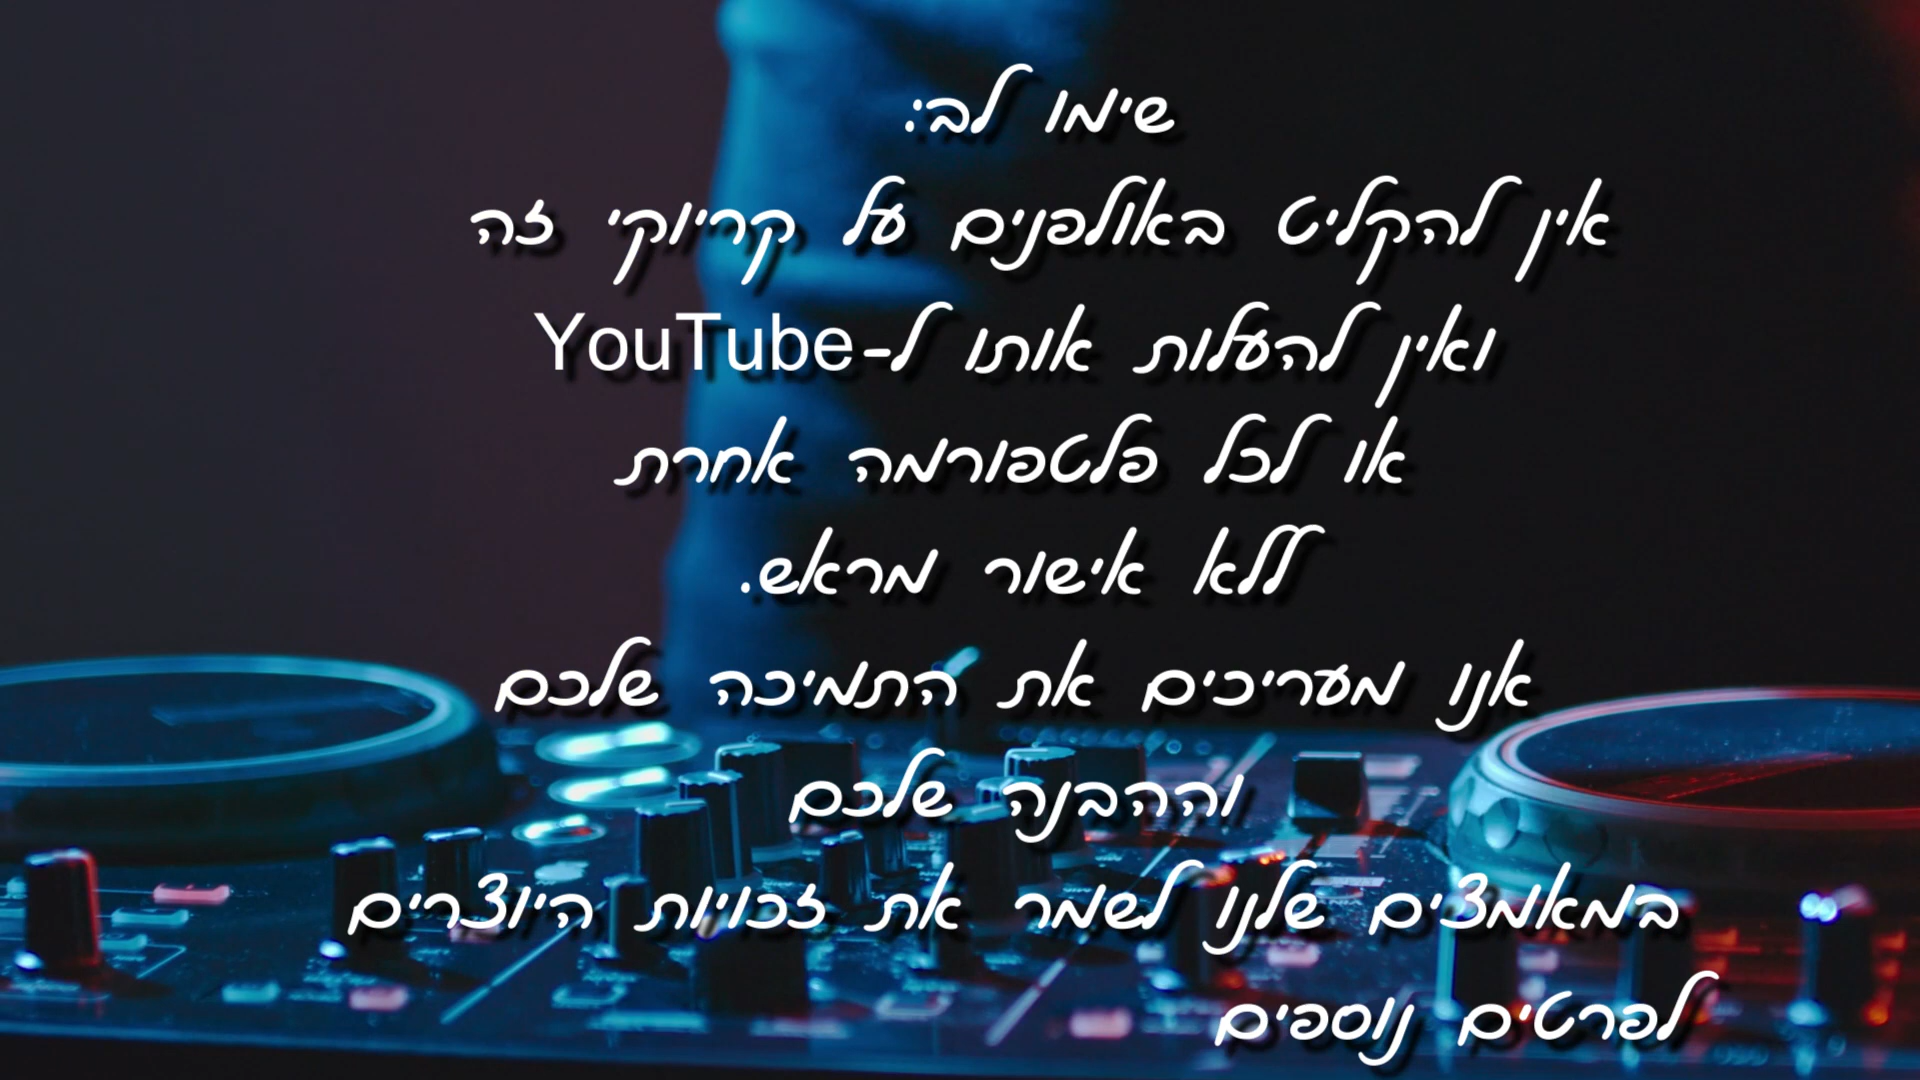 שימו לב:
אין להקליט באולפנים על קריוקי זה
ואין להעלות אותו ל-YouTube
או לכל פלטפורמה אחרת
ללא אישור מראש.
אנו מעריכים את התמיכה שלכם
וההבנה שלכם
במאמצים שלנו לשמר את זכויות היוצרים
לפרטים נוספים